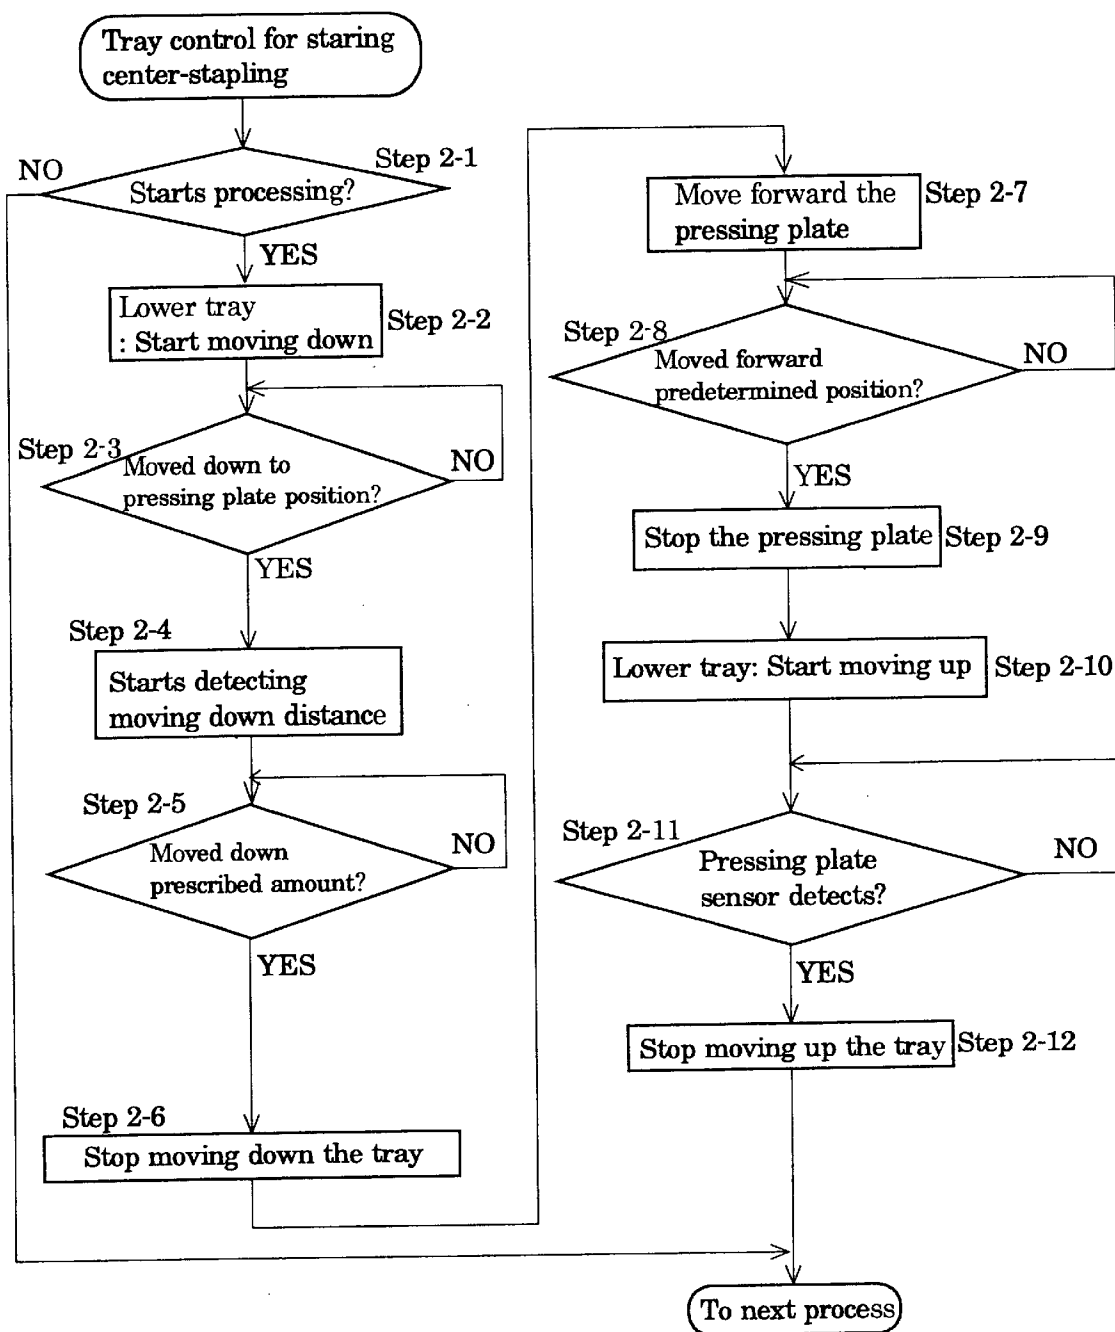 Tray control for staring
center-stapling
NO
Step 2-1
Starts processing?
YES
Lower tray
: Start moving down
Step 2-2
Step 2-3
Moved down to
pressing plate position?
NO
YES
Step 2-4
Starts detecting
moving down distance
Step 2-5
Moved down
prescribed amount?
NO
YES
Step 2-6
Stop moving down the tray
Move forward the
pressing plate
Step 2-7
Step 2-8
Moved forward
predetermined position?
NO
YES
Stop the pressing plate
Step 2-9
Lower tray: Start moving up
Step 2-10
Step 2-11
Pressing plate
sensor detects?
NO
YES
Stop moving up the tray
Step 2-12
To next process